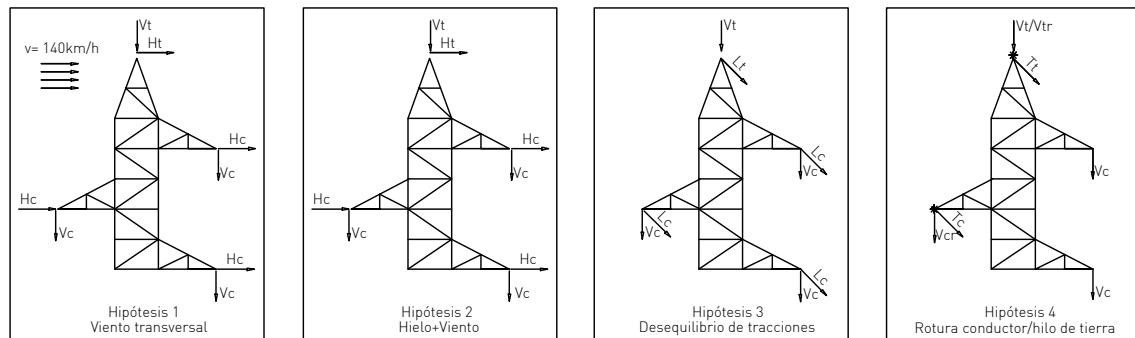 Vt
Ht
v= 140km/h
Hc
Vc
Hc
Vc
Hc
Vc
Hipótesis 1
Viento transversal
Vt
Ht
Hc
Vc
Hc
Vc
Hc
Vc
Hipótesis 2
Hielo+Viento
Vt
Lt
Lc
Vc
Lc
Vc
Lc
Vc
Hipótesis 3
Desequilibrio de tracciones
Vt/Vtr
Tt
Vc
Tc
Vcr
Vc
Hipótesis 4
Rotura conductor/hilo de tierra